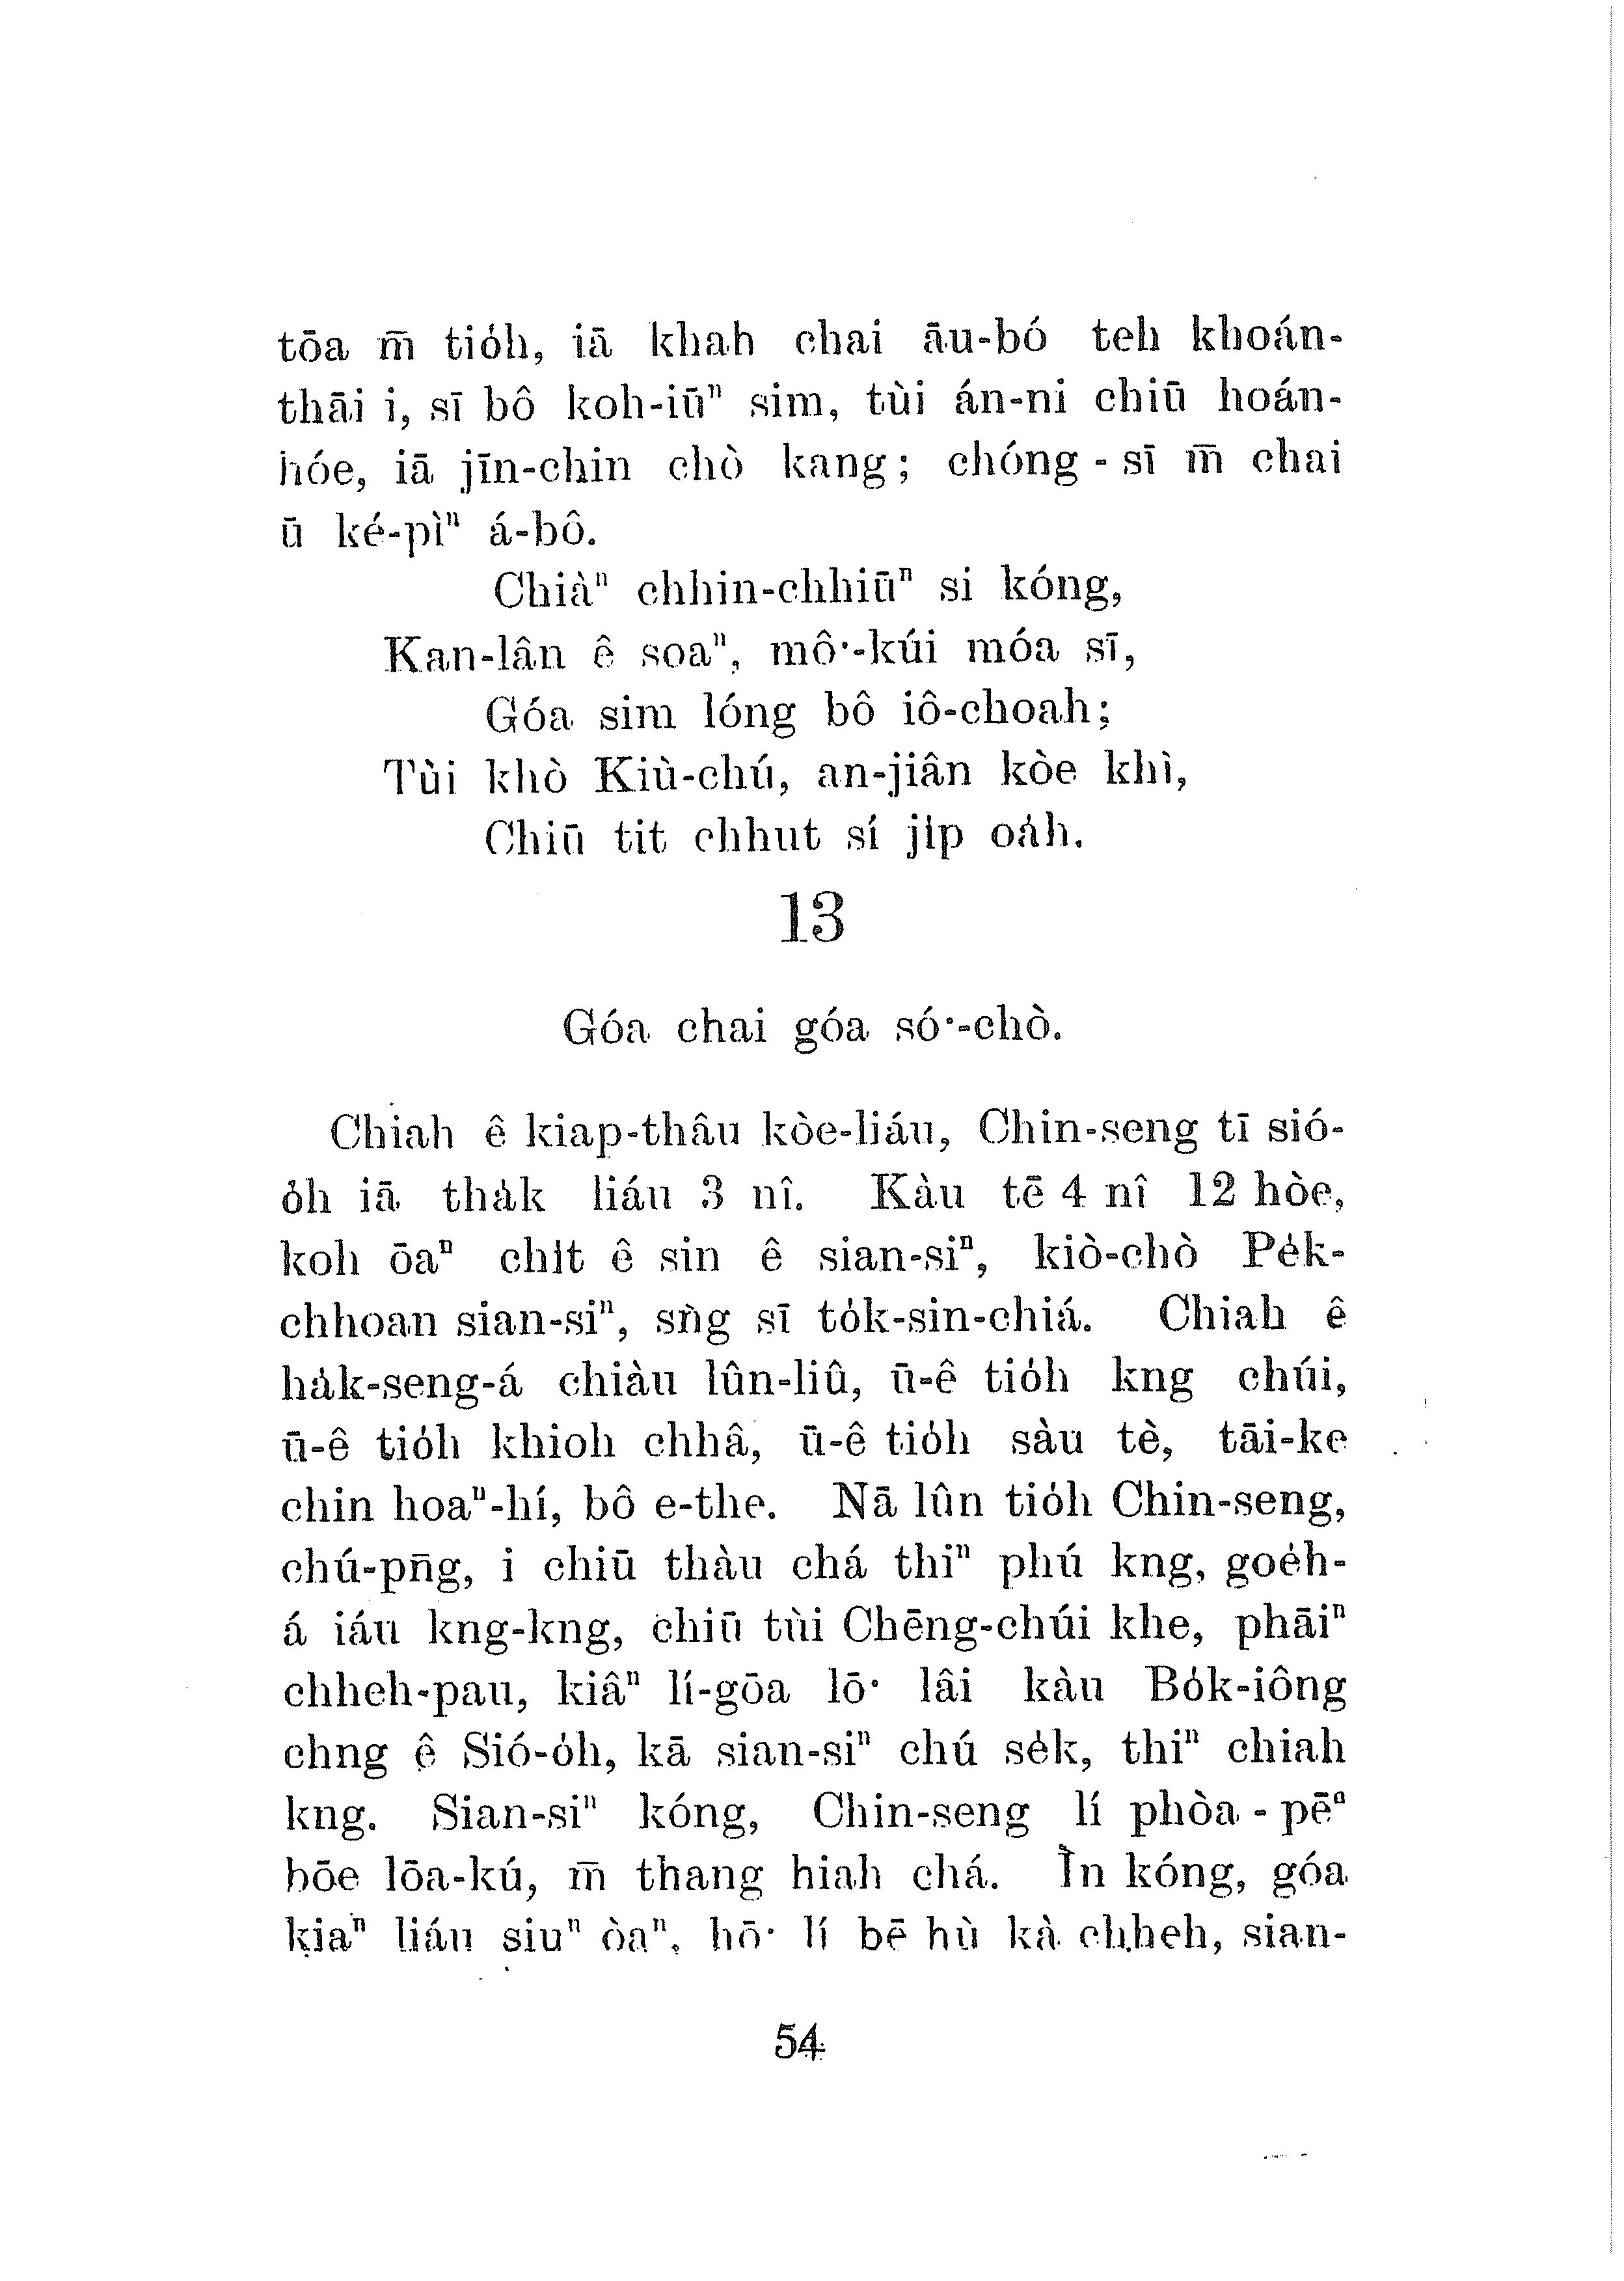 tōa m̄ tio̍h, iā khah chai āu-bó teh khoán-
thāi i, sī bô koh-iūⁿ sim, tùi án-ni chiū hoán-
hóe, iā jīn-chin chò kang; chóng - sī m̄ chai
ū ké-pìⁿ á-bô.
Chiàⁿ chhin-chhiūⁿ si kóng,
Kan-lân ê soaⁿ, mô͘-kúi móa sī,
Góa sim lóng bô iô-choah;
Tùi khò Kiù-chú, an-jiân kòe khì,
Chiū tit chhut sí ji̍p oa̍h.
13
Góa chai góa só͘-chò.
Chiah ê kiap-thâu kòe-liáu, Chin-seng tī sió-
o̍h iā tha̍k liáu 3 nî. Kàu tē 4 nî 12 hòe,
koh ōaⁿ chi̍t ê sin ê sian-siⁿ, kiò-chò Pe̍k-
chhoan sian-siⁿ, sǹg sī to̍k-sin-chiá. Chiah ê
ha̍k-seng-á chiàu lûn-liû, ū-ê tio̍h kng chúi,
ū-ê tio̍h khioh chhâ, ū-ê tio̍h sàu tè, tāi-ke
chin hoaⁿ-hí, bô e-the. Nā lûn tio̍h Chin-seng,
chú-pn̄g, i chiū thàu chá thiⁿ phú kng, goe̍h-
á iáu kng-kng, chiū tùi Chēng-chúi khe, phāiⁿ
chheh-pau, kiâⁿ lí-gōa lō͘ lâi kàu Bo̍k-iông
chng ê Sió-o̍h, kā sian-siⁿ chú se̍k, thiⁿ chiah
kng. Sian-siⁿ kóng, Chin-seng lí phòa - pēⁿ
bōe lōa-kú, m̄ thang hiah chá. Ìn kóng, góa
kiaⁿ liáu siuⁿ òaⁿ, hō͘ lí bē hù kà chheh, sian-
54